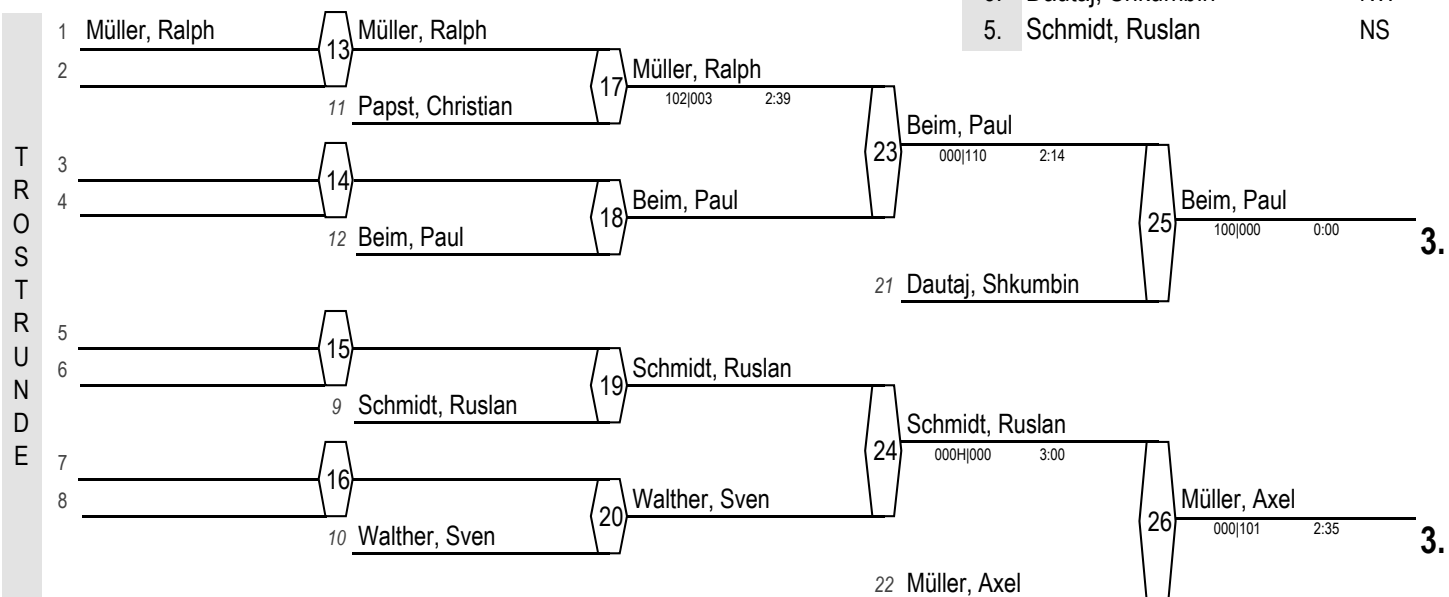 5. Schmidt, Ruslan NS
1 Müller, Ralph 13 Müller, Ralph
2
17 Müller, Ralph
102|003 2:39
11 Papst, Christian
23 Beim, Paul
000|110 2:14
3
14
4
18 Beim, Paul
12 Beim, Paul
25 Beim, Paul
100|000 0:00
3.
21 Dautaj, Shkumbin
TROSTRUNDE
5
15
6
19 Schmidt, Ruslan
9 Schmidt, Ruslan
24 Schmidt, Ruslan
000H|000 3:00
7
16
8
20 Walther, Sven
10 Walther, Sven
26 Müller, Axel
000|101 2:35
3.
22 Müller, Axel